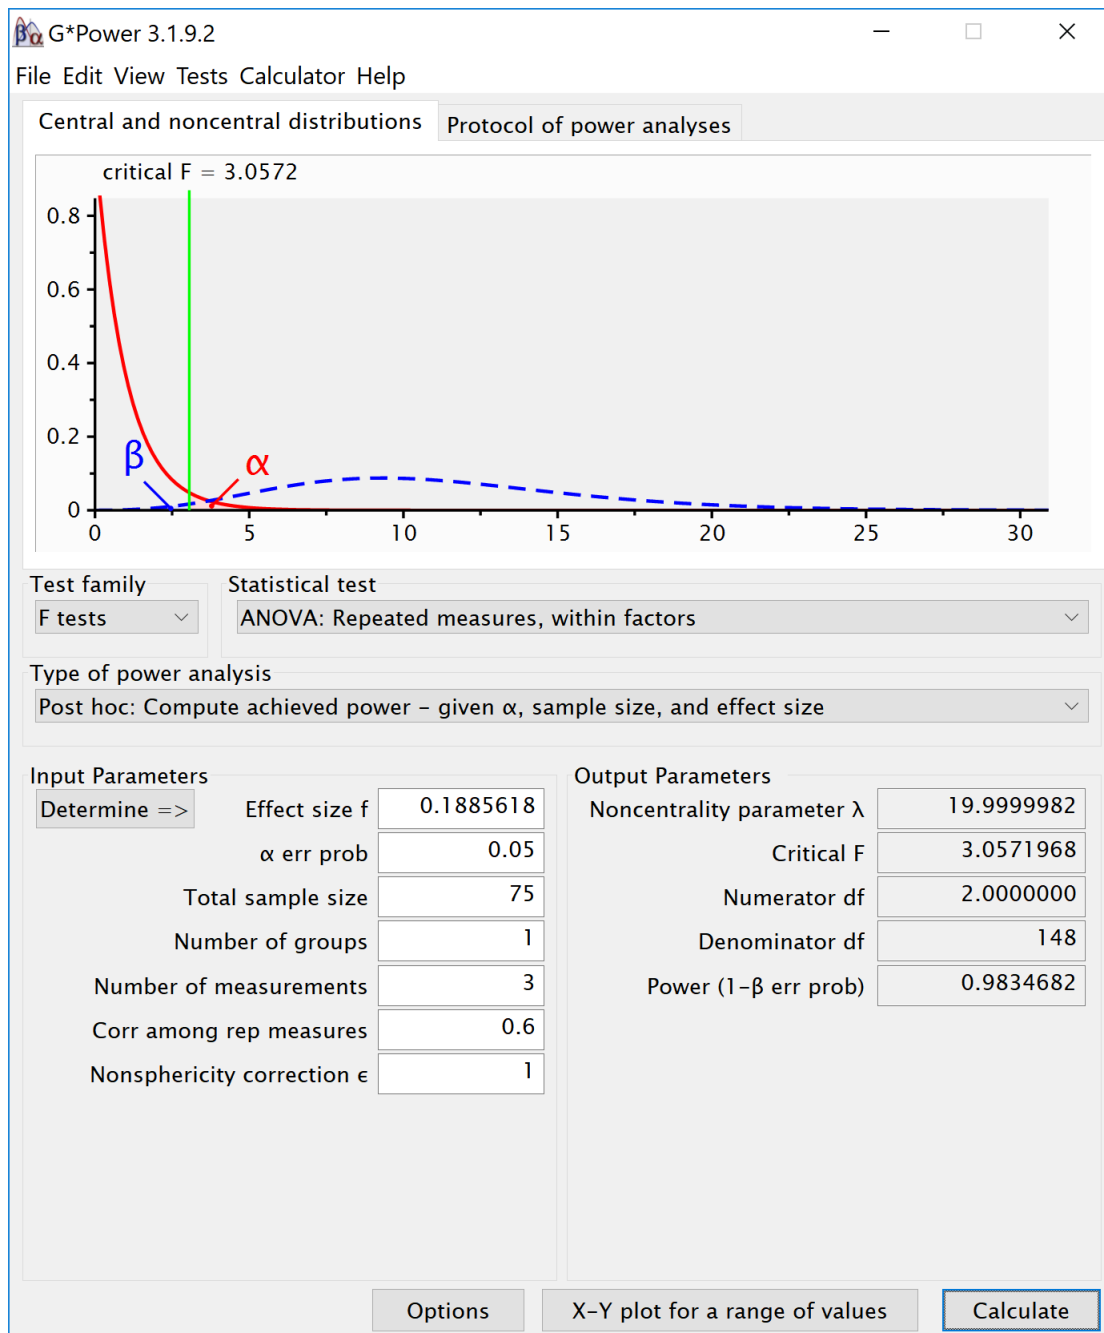 G*Power 3.1.9.2
File Edit View Tests Calculator Help
Central and noncentral distributions
Protocol of power analyses
critical F = 3.0572
0.8
0.6
0.4
0.2
0
β
α
0 5 10 15 20 25 30
Test family
Statistical test
F tests
ANOVA: Repeated measures, within factors
Type of power analysis
Post hoc: Compute achieved power – given α, sample size, and effect size
Input Parameters
Determine =>
Effect size f 0.1885618
α err prob 0.05
Total sample size 75
Number of groups 1
Number of measurements 3
Corr among rep measures 0.6
Nonsphericity correction ϵ 1
Output Parameters
Noncentrality parameter λ 19.9999982
Critical F 3.0571968
Numerator df 2.0000000
Denominator df 148
Power (1–β err prob) 0.9834682
Options
X–Y plot for a range of values
Calculate